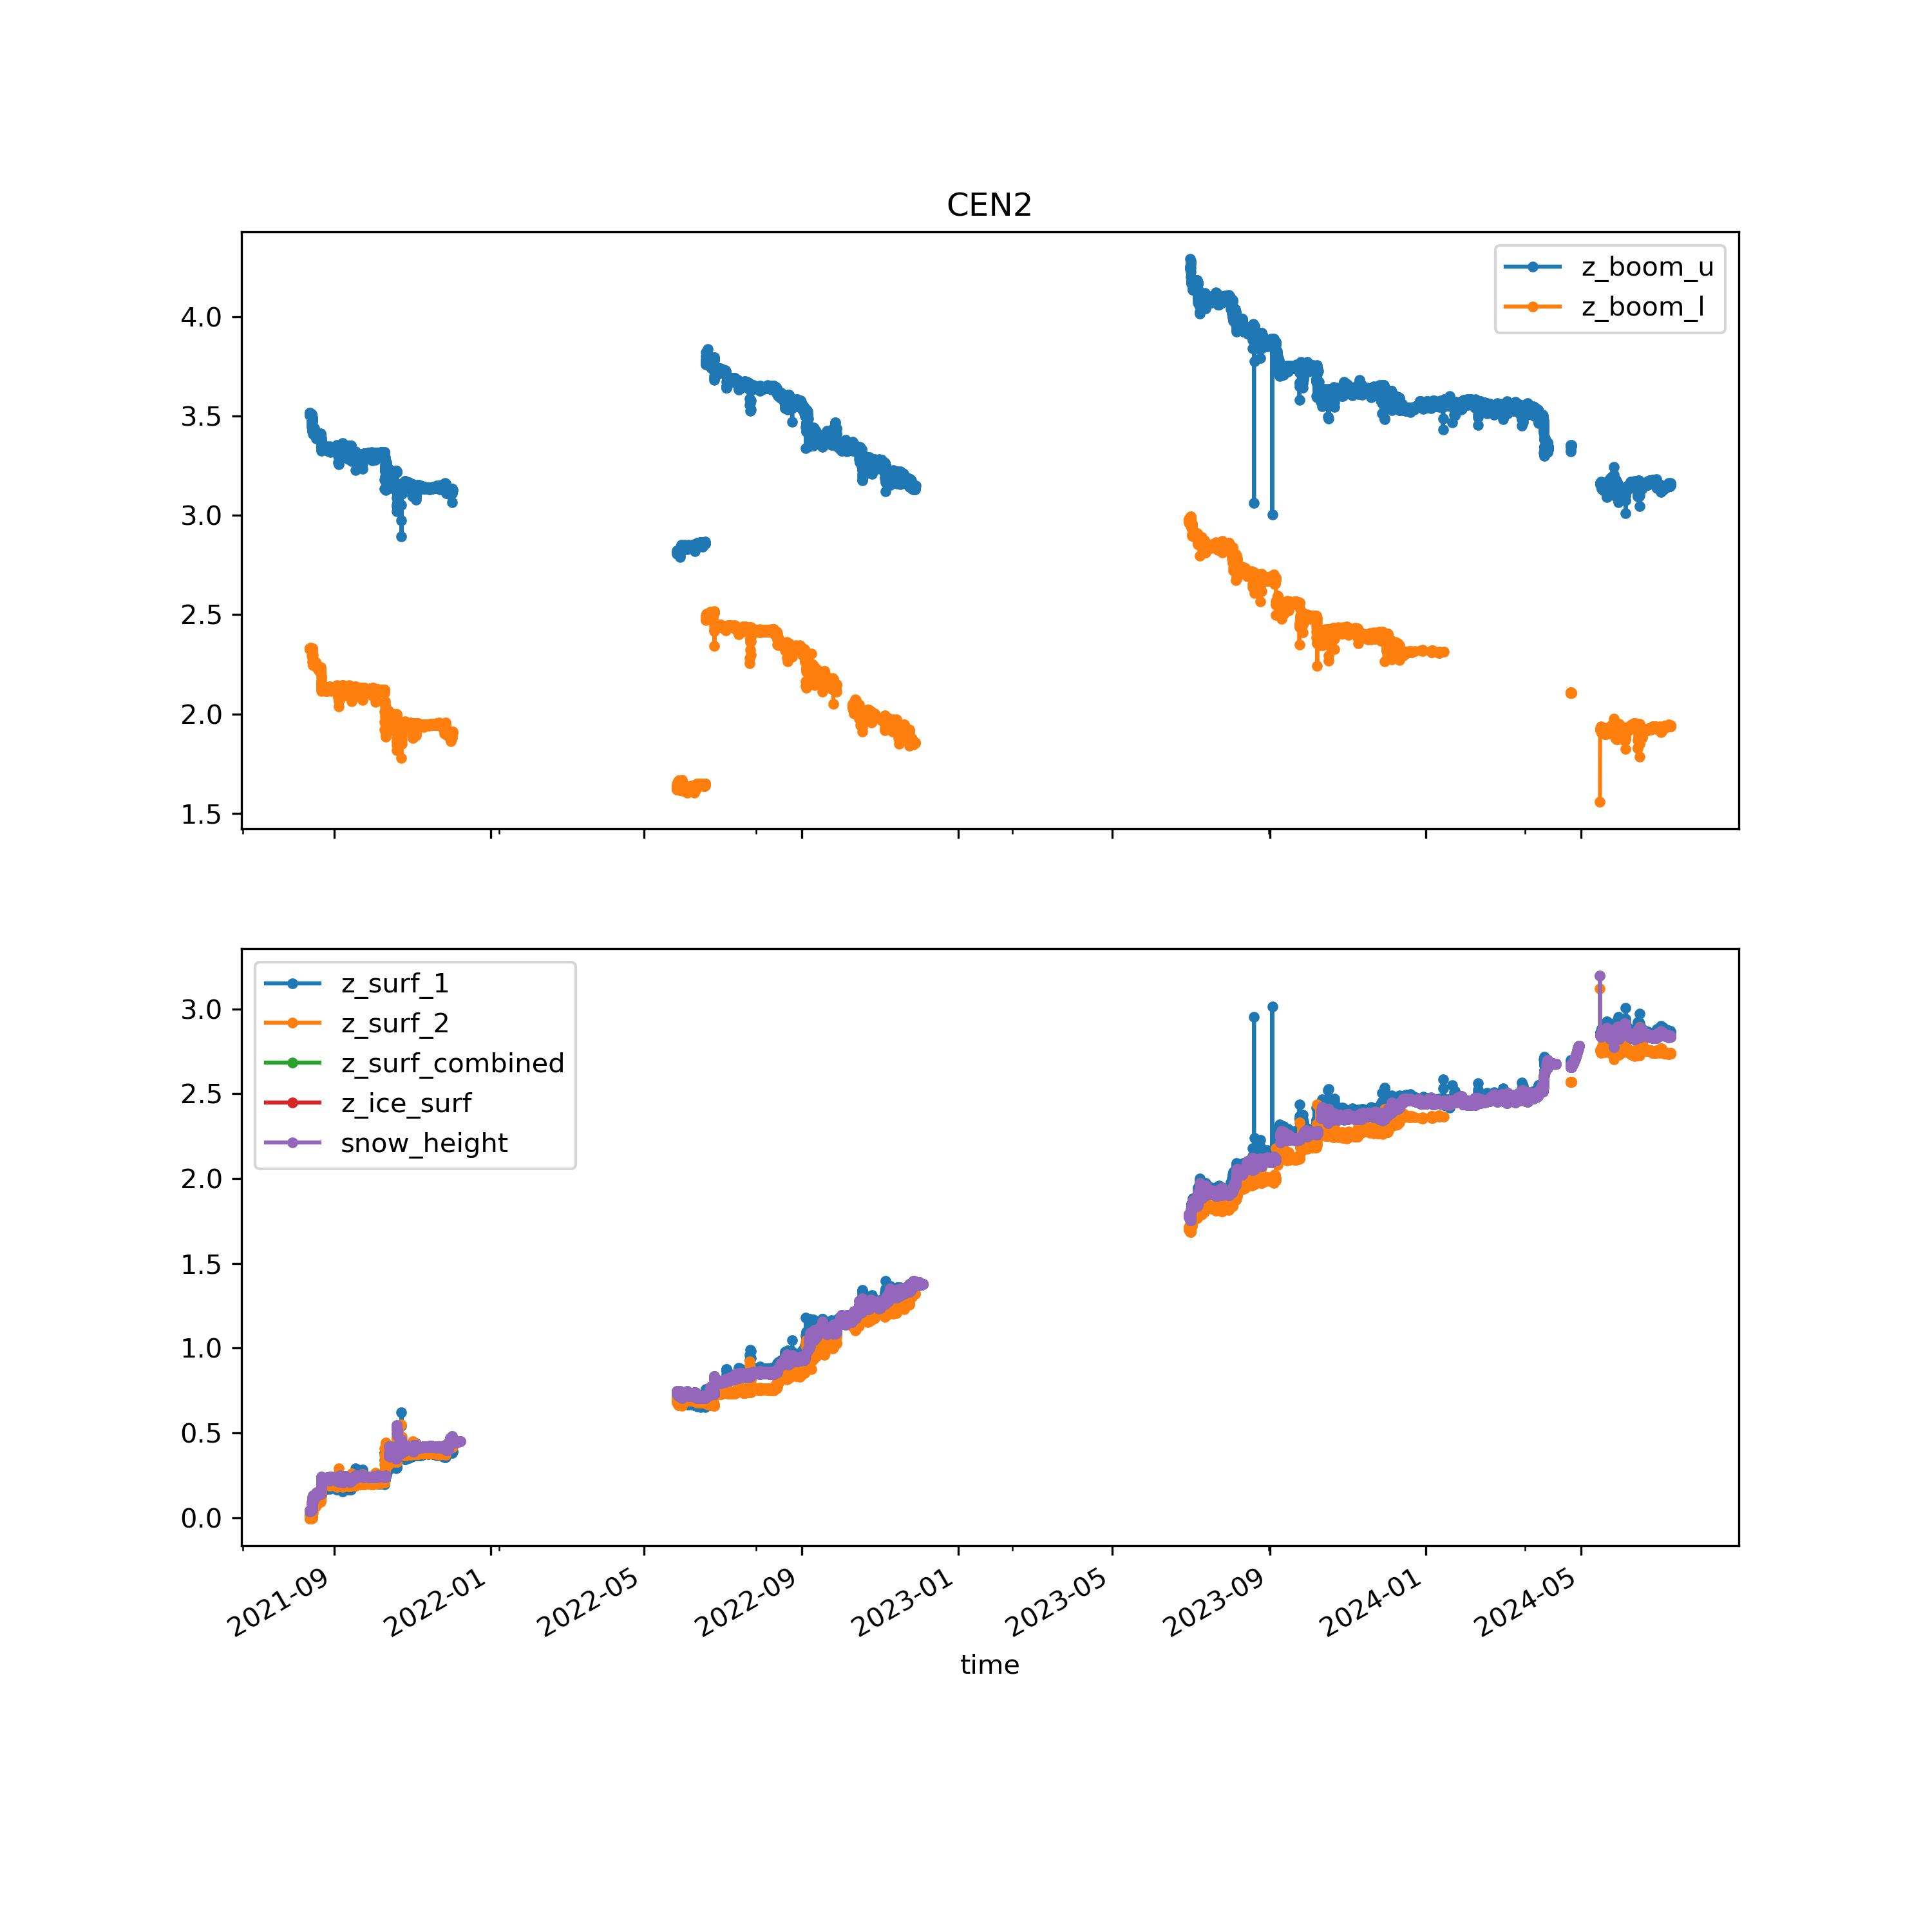 CEN2
z_boom_u
z_boom_l
4.0
3.5
3.0
2.5
2.0
1.5
z_surf_1
z_surf_2
z_surf_combined
z_ice_surf
snow_height
3.0
2.5
2.0
1.5
1.0
0.5
0.0
2021-09
2022-01
2022-05
2022-09
2023-01
2023-05
2023-09
2024-01
2024-05
time